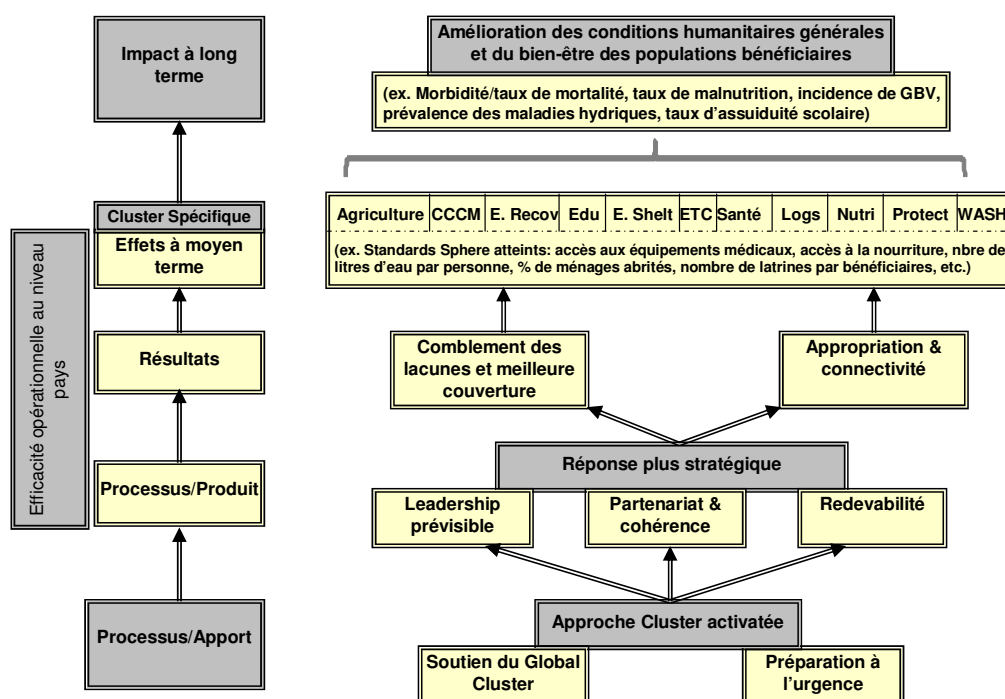 Impact à long
terme
Cluster Spécifique
Effets à moyen
terme
Résultats
Processus/Produit
Processus/Apport
Efficacité opérationnelle au niveau
pays
Amélioration des conditions humanitaires générales
et du bien-être des populations bénéficiaires
(ex. Morbidité/taux de mortalité, taux de malnutrition, incidence de GBV,
prévalence des maladies hydriques, taux d'assuiduité scolaire)
Agriculture CCCM E. Recov Edu E. Shelt ETC Santé Logs Nutri Protect WASH
(ex. Standards Sphere atteints: accès aux équipements médicaux, accès à la nourriture, nbre de
litres d'eau par personne, % de ménages abrités, nombre de latrines par bénéficiaires, etc.)
Comblement des
lacunes et meilleure
couverture
Appropriation &
connectivité
Réponse plus stratégique
Leadership
prévisible
Partenariat &
cohérence
Redevabilité
Approche Cluster activatée
Soutien du Global
Cluster
Préparation à
l'urgence